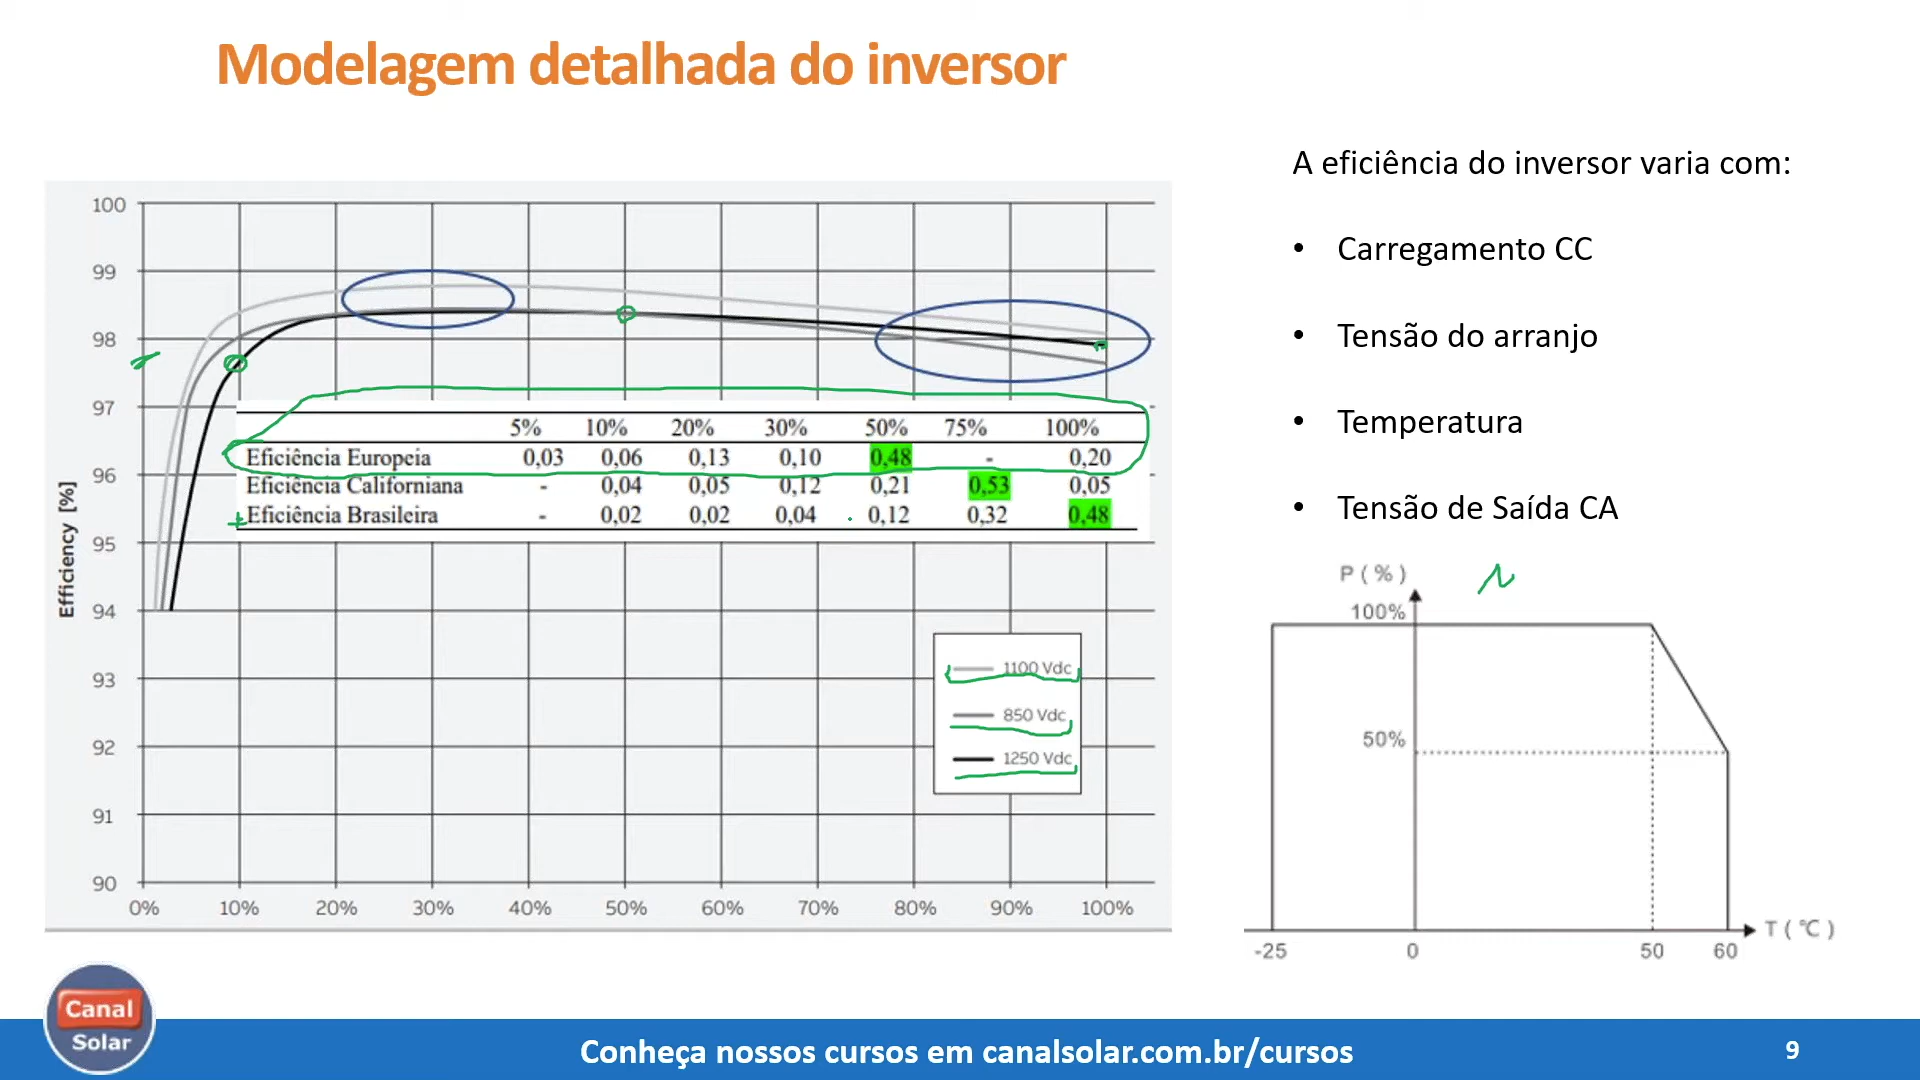 Modelagem detalhada do inversor
A eficiência do inversor varia com:
• Carregamento CC
• Tensão do arranjo
• Temperatura
• Tensão de Saída CA
Efficiency [%]
100
99
98
97
96
95
94
93
92
91
90
0% 10% 20% 30% 40% 50% 60% 70% 80% 90% 100%
5% 10% 20% 30% 50% 75% 100%
Eficiência Europeia 0,03 0,06 0,13 0,10 0,48 - 0,20
Eficiência Californiana - 0,04 0,05 0,12 0,21 0,53 0,05
Eficiência Brasileira - 0,02 0,02 0,04 0,12 0,32 0,48
1100 Vdc
850 Vdc
1250 Vdc
P ( % )
100%
50%
T ( ℃ )
-25 0 50 60
Canal
Solar
Conheça nossos cursos em canalsolar.com.br/cursos
9